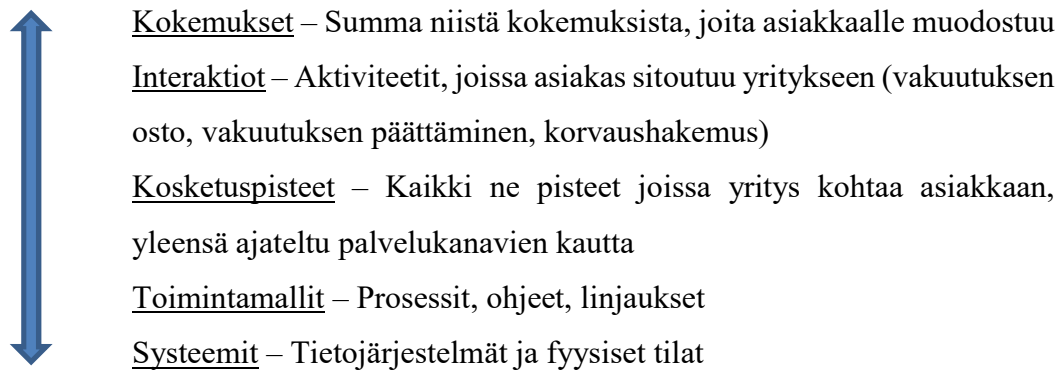 Kokemukset – Summa niistä kokemuksista, joita asiakkaalle muodostuu
Interaktiot – Aktiviteetit, joissa asiakas sitoutuu yritykseen (vakuutuksen
osto, vakuutuksen päättäminen, korvaushakemus)
Kosketuspisteet – Kaikki ne pisteet joissa yritys kohtaa asiakkaan,
yleensä ajateltu palvelukanavien kautta
Toimintamallit – Prosessit, ohjeet, linjaukset
Systeemit – Tietojärjestelmät ja fyysiset tilat